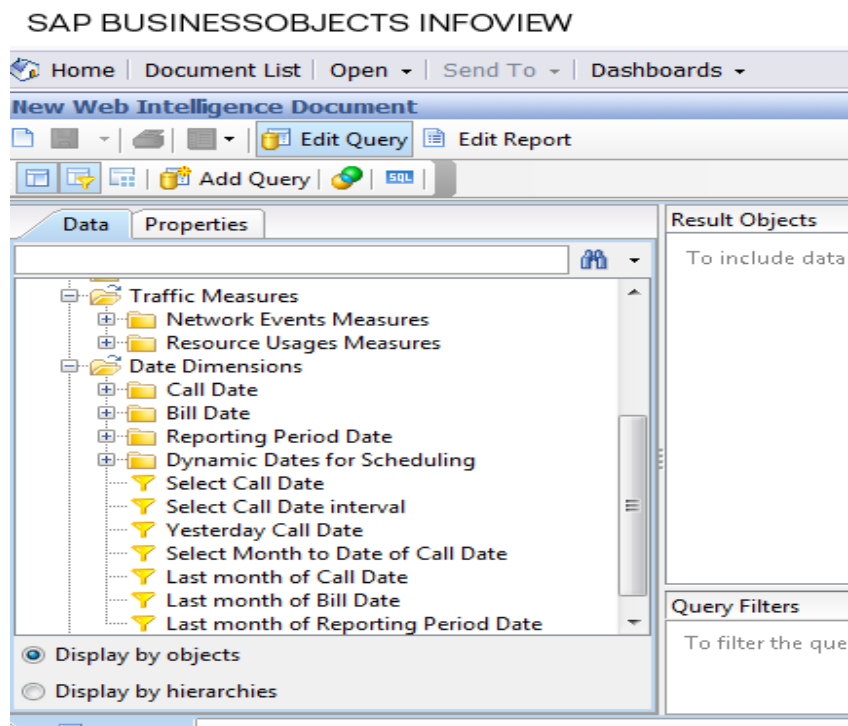 SAP BUSINESSOBJECTS INFOVIEW
Home | Document List | Open | Send To | Dashboards
New Web Intelligence Document
Edit Query Edit Report
Add Query SQL
Data Properties
Result Objects
To include data
Traffic Measures
Network Events Measures
Resource Usages Measures
Date Dimensions
Call Date
Bill Date
Reporting Period Date
Dynamic Dates for Scheduling
Select Call Date
Select Call Date interval
Yesterday Call Date
Select Month to Date of Call Date
Last month of Call Date
Last month of Bill Date
Last month of Reporting Period Date
Query Filters
To filter the que
Display by objects
Display by hierarchies